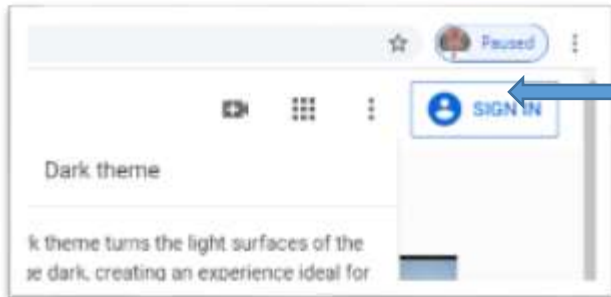 Paused
SIGN IN
Dark theme
k theme turns the light surfaces of the
e dark, creating an experience ideal for